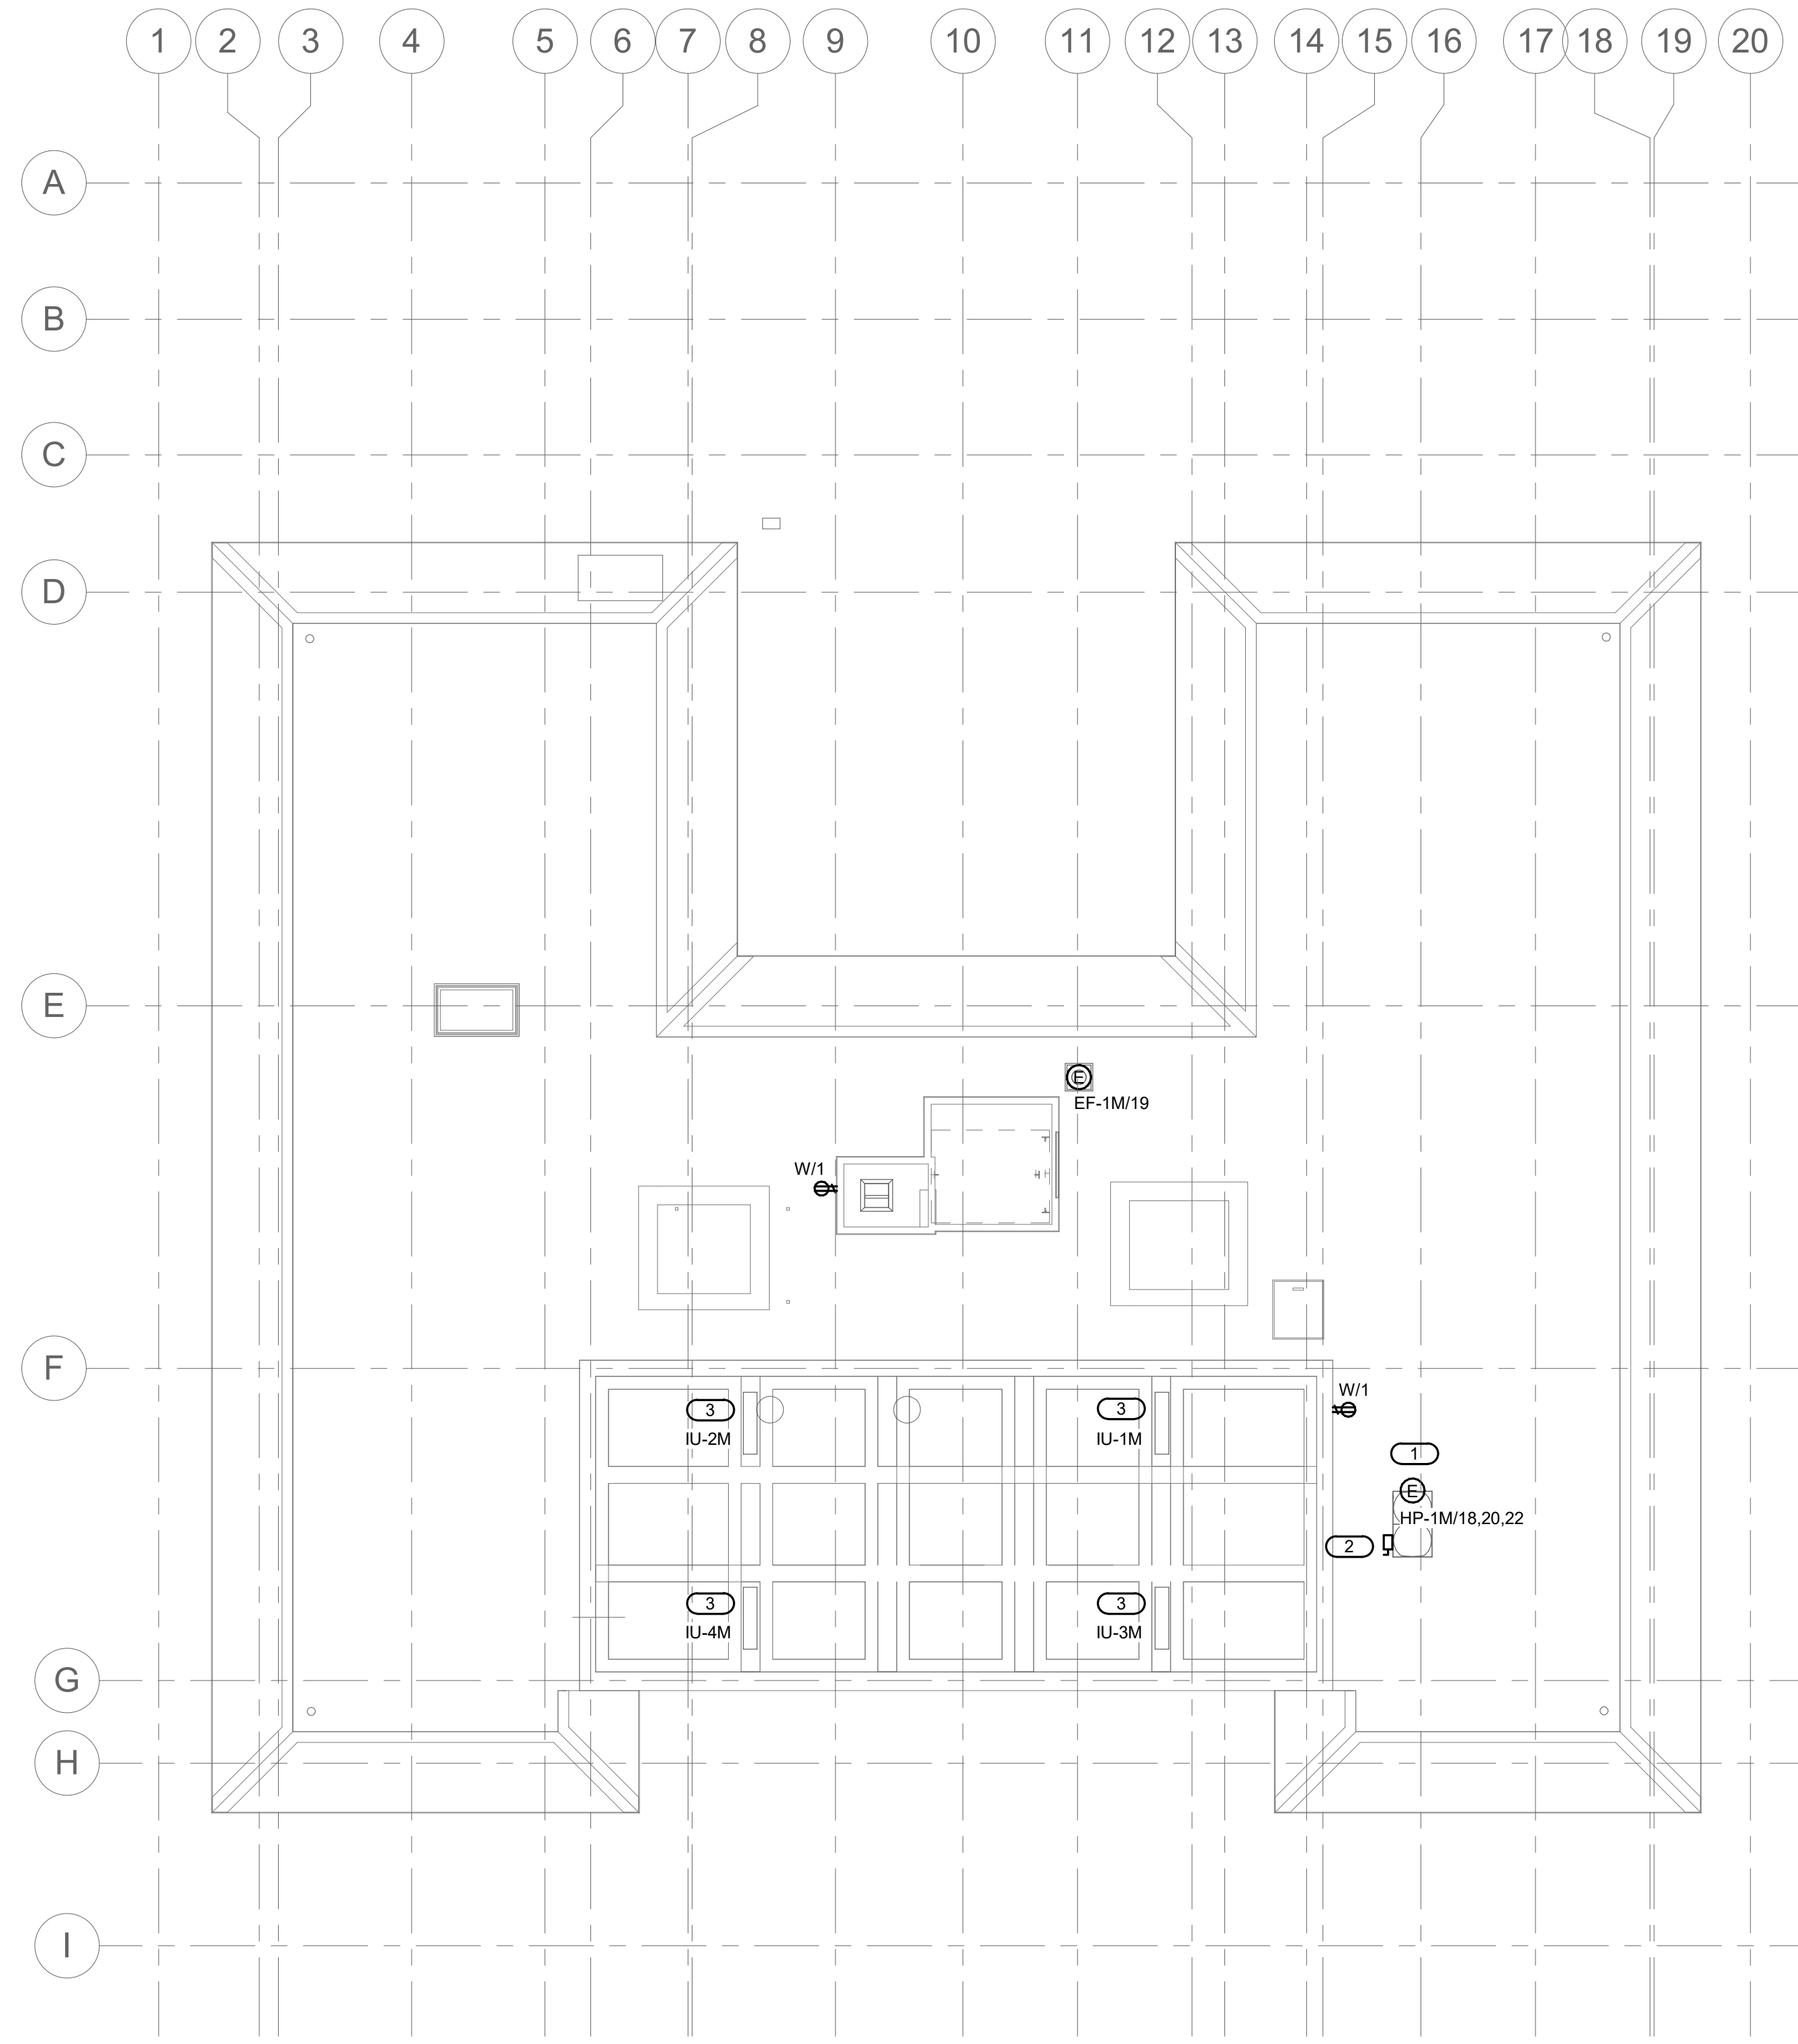 1 2 3 4 5 6 7 8 9 10 11 12 13 14 15 16 17 18 19 20
A
B
C
D
E
E
EF-1M/19
W/1
F
W/1
3 3
IU-2M IU-1M
1
E
HP-1M/18,20,22
2
3 3
IU-4M IU-3M
G
H
I